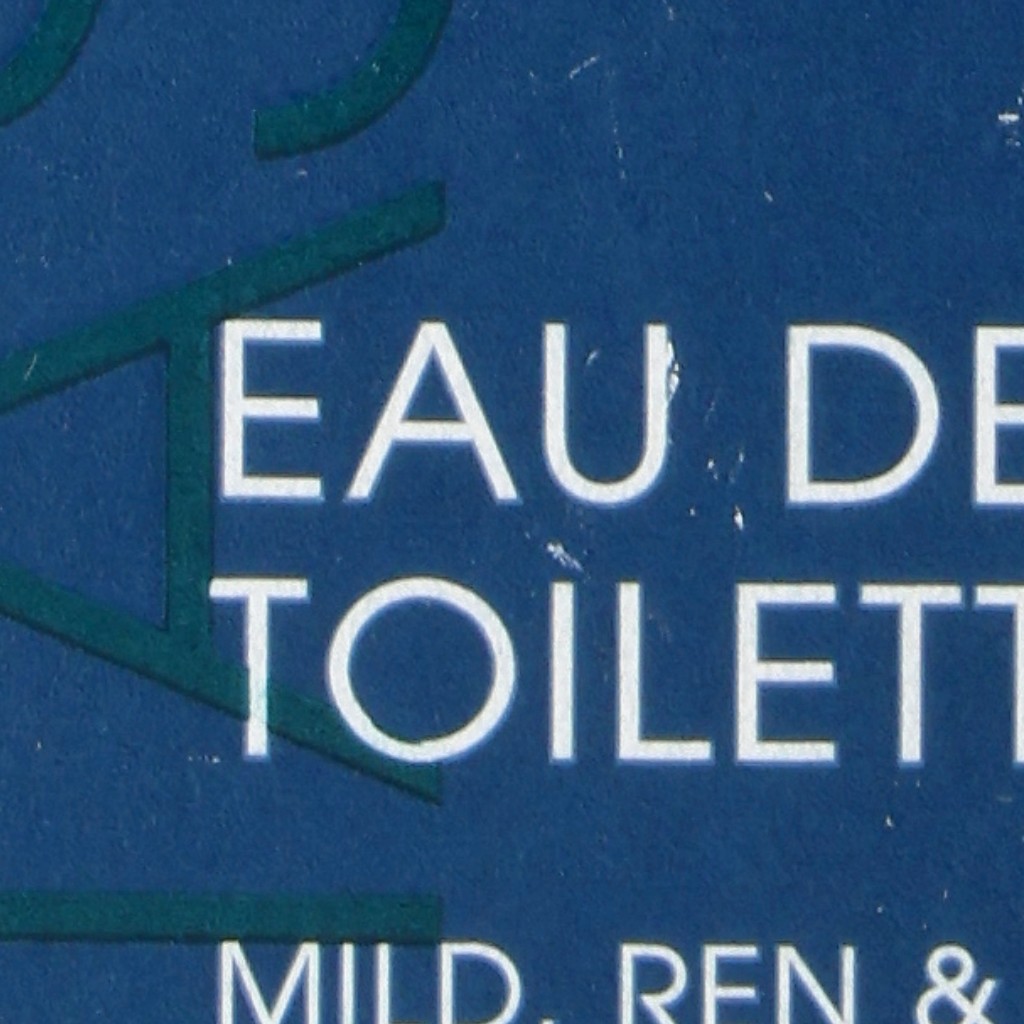 EAU DE
TOILETT
MILD, REN &